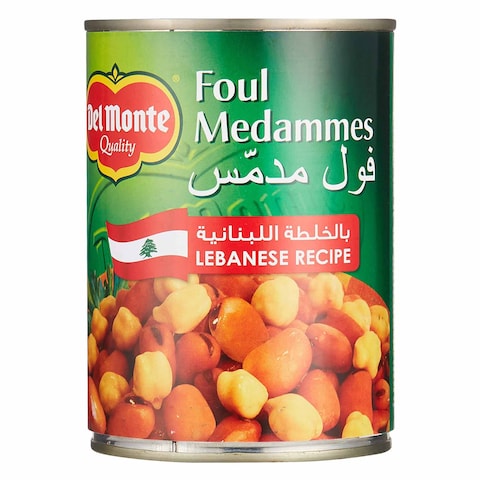 Del Monte
Quality
Foul
Medammes
فول مدمّس
بالخلطة اللبنانية
LEBANESE RECIPE